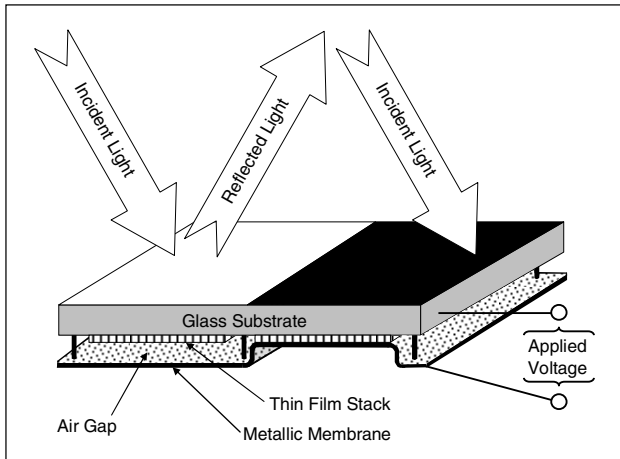 Incident Light
Reflected Light
Incident Light
Glass Substrate
Applied
Voltage
Thin Film Stack
Air Gap
Metallic Membrane